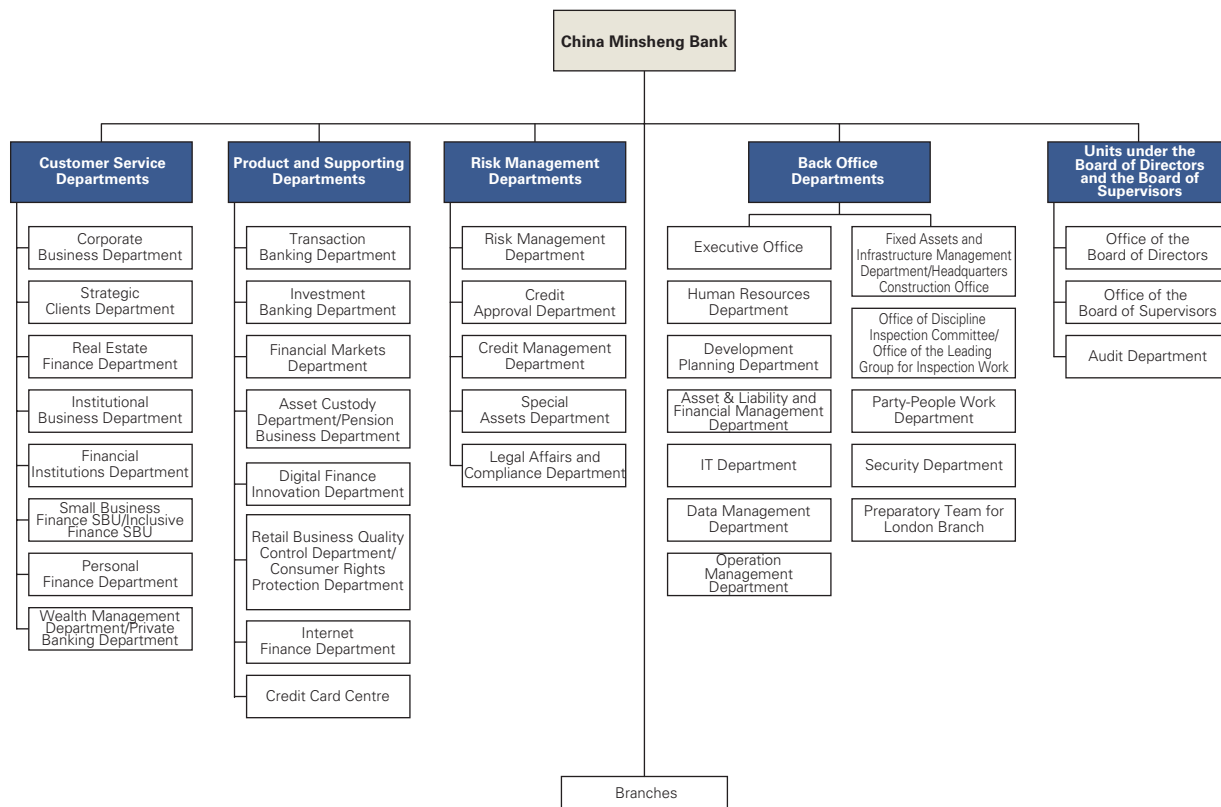 China Minsheng Bank
Customer Service
Departments
Corporate
Business Department
Strategic
Clients Department
Real Estate
Finance Department
Institutional
Business Department
Financial
Institutions Department
Small Business
Finance SBU/Inclusive
Finance SBU
Personal
Finance Department
Wealth Management
Department/Private
Banking Department
Product and Supporting
Departments
Transaction
Banking Department
Investment
Banking Department
Financial Markets
Department
Asset Custody
Department/Pension
Business Department
Digital Finance
Innovation Department
Retail Business Quality
Control Department/
Consumer Rights
Protection Department
Internet
Finance Department
Credit Card Centre
Risk Management
Departments
Risk Management
Department
Credit
Approval Department
Credit Management
Department
Special
Assets Department
Legal Affairs and
Compliance Department
Back Office
Departments
Executive Office
Human Resources
Department
Development
Planning Department
Asset & Liability and
Financial Management
Department
IT Department
Data Management
Department
Operation
Management
Department
Fixed Assets and
Infrastructure Management
Department/Headquarters
Construction Office
Office of Discipline
Inspection Committee/
Office of the Leading
Group for Inspection Work
Party-People Work
Department
Security Department
Preparatory Team for
London Branch
Units under the
Board of Directors
and the Board of
Supervisors
Office of the
Board of Directors
Office of the
Board of Supervisors
Audit Department
Branches